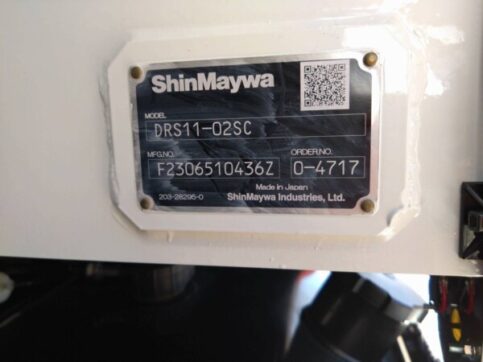 ShinMaywa
MODEL
DRS11-02SC
MFG.NO. ORDER.NO.
F2306510436Z 0-4717
Made in Japan
203-28295-0 ShinMaywa Industries, Ltd.